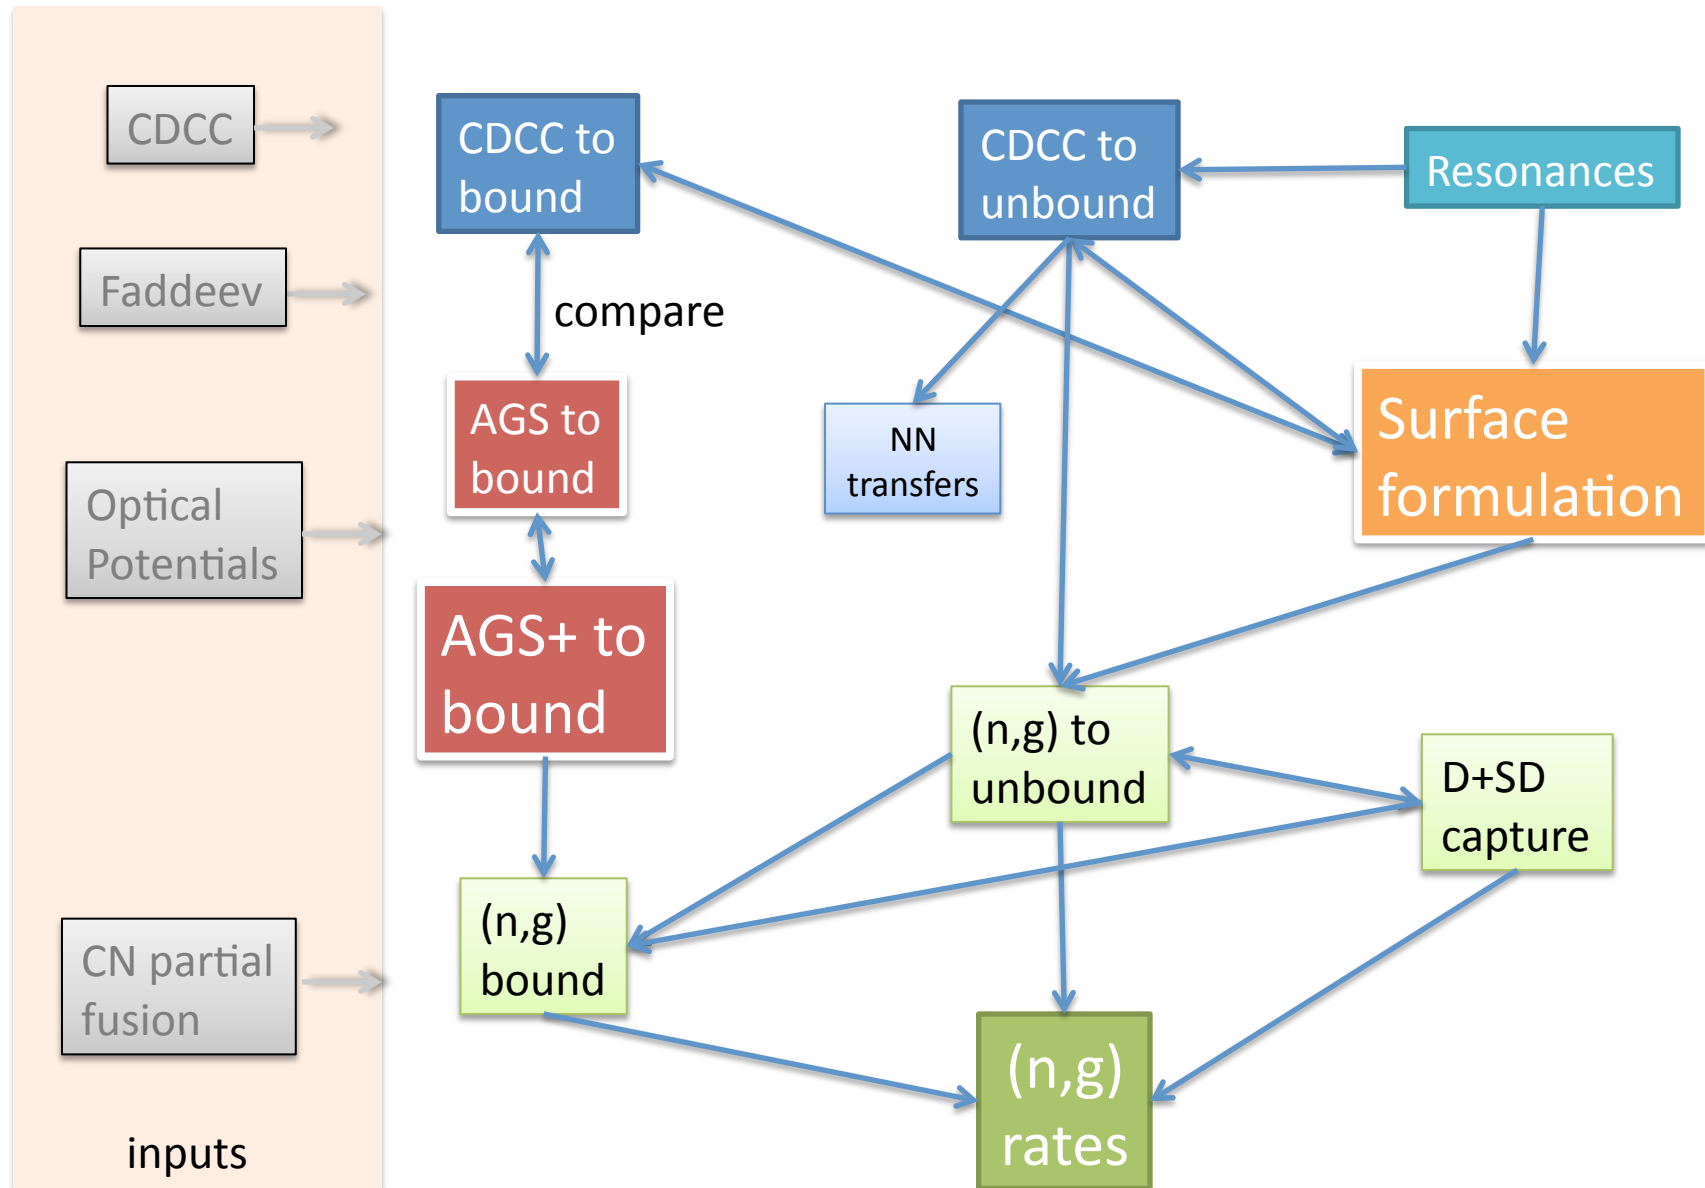 CDCC
Faddeev
Optical
Potentials
CN partial
fusion
inputs
CDCC to
bound
compare
AGS to
bound
AGS+ to
bound
(n,g)
bound
CDCC to
unbound
NN
transfers
(n,g) to
unbound
(n,g)
rates
Resonances
Surface
formulation
D+SD
capture